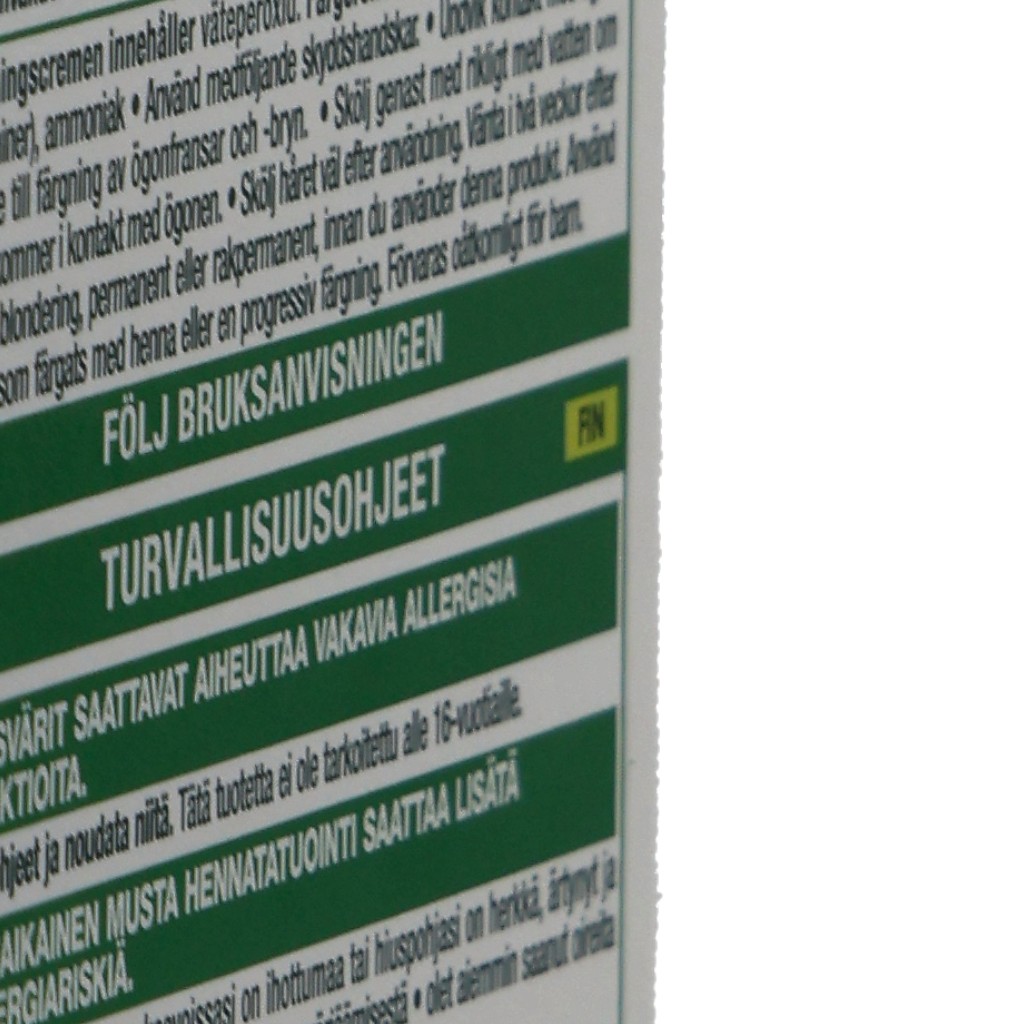 ingscremen innehåller väteperoxid.
ammoniak • Använd medföljande skyddshandskar. • Undvik kontakt med
till färgning av ögonfransar och -bryn. • Skölj genast med rikligt med vatten om
kommer i kontakt med ögonen. • Skölj håret väl efter användning. Vänta i två veckor efter
blondering, permanent eller rakpermanent, innan du använder denna produkt. Använd
som färgats med henna eller en progressiv färgning. Förvaras oåtkomligt för barn.
FÖLJ BRUKSANVISNINGEN
TURVALLISUUSOHJEET FIN
SVÄRIT SAATTAVAT AIHEUTTAA VAKAVIA ALLERGISIA
KTIOITA.
hjeet ja noudata niitä. Tätä tuotetta ei ole tarkoitettu alle 16-vuotiaille.
AIKAINEN MUSTA HENNATATUOINTI SAATTAA LISÄTÄ
ERGIARISKIÄ.
kasvoissasi on ihottumaa tai hiuspohjasi on herkkä, ärtynyt ja
• olet aiemmin saanut oireita